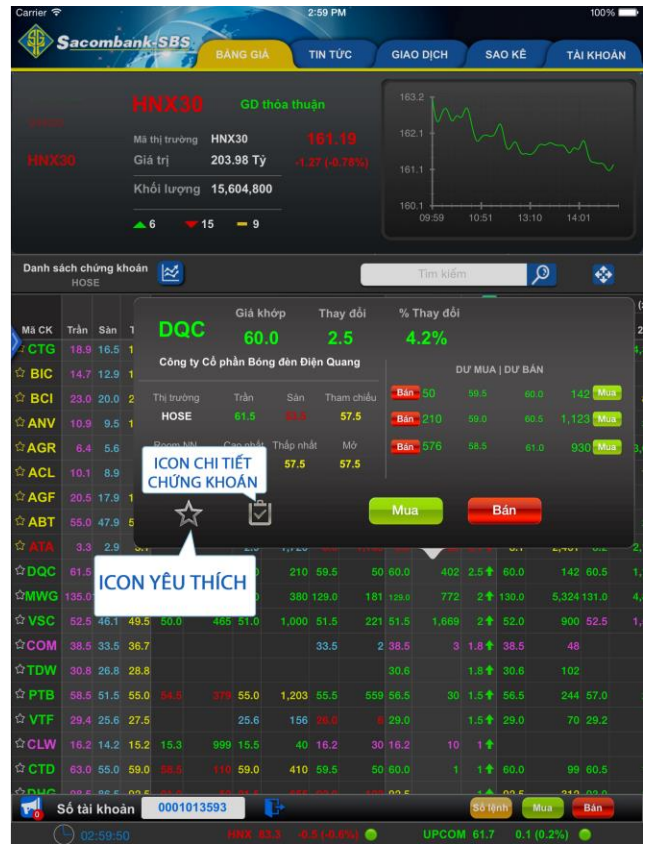 Carrier 2:59 PM 100%
Sacombank-SBS
BẢNG GIÁ TIN TỨC GIAO DỊCH SAO KÊ TÀI KHOẢN
HNX30 GD thỏa thuận
Mã thị trường HNX30 161.19
HNX30 Giá trị 203.98 Tỷ -1.27 (-0.78%)
Khối lượng 15,604,800
6 15 9
163.2
162.1
161.1
160.1
09:59 10:51 13:10 14:01
Danh sách chứng khoán
HOSE
Tìm kiếm
Mã CK Trần Sàn
DQC
Giá khớp Thay đổi % Thay đổi
60.0 2.5 4.2%
Công ty Cổ phần Bóng đèn Điện Quang
DƯ MUA | DƯ BÁN
Thị trường Trần Sàn Tham chiếu
HOSE 61.5 57.5
Room NN Cao nhất Thấp nhất Mở
57.5 57.5
Bán 50 59.5 60.0 142 Mua
Bán 210 59.0 60.5 1,123 Mua
Bán 576 58.5 61.0 930 Mua
ICON CHI TIẾT
CHỨNG KHOÁN
Mua Bán
ICON YÊU THÍCH
CTG 18.9 16.5
BIC 14.7 12.9
BCI 23.0 20.0
ANV 10.9 9.5
AGR 6.4 5.6
ACL 10.1 8.9
AGF 20.5 17.9
ABT 55.0 47.9
ATA 3.3 2.9
DQC 61.5 210 59.5 50 60.0 402 2.5 60.0 142 60.5
MWG 135.0 380 129.0 181 129.0 772 2 130.0 5,324 131.0
VSC 52.5 46.1 49.5 50.0 465 51.0 1,000 51.5 221 51.5 1,669 2 52.0 900 52.5
COM 38.5 33.5 36.7 33.5 2 38.5 3 1.8 38.5 48
TDW 30.8 26.8 28.8 30.6 1.8 30.6 102
PTB 58.5 51.5 55.0 54.5 379 55.0 1,203 55.5 559 56.5 30 1.5 56.5 244 57.0
VTF 29.4 25.6 27.5 25.6 156 29.0 1.5 29.0 70 29.2
CLW 16.2 14.2 15.2 15.3 999 15.5 40 16.2 30 16.2 10 1
CTD 63.0 55.0 59.0 58.5 110 59.0 410 59.5 50 60.0 1 1 60.0 99 60.5
DHG
Số tài khoản 0001013593 Sổ lệnh Mua Bán
02:59:50 HNX 83.3 -0.5 (-0.6%) UPCOM 61.7 0.1 (0.2%)